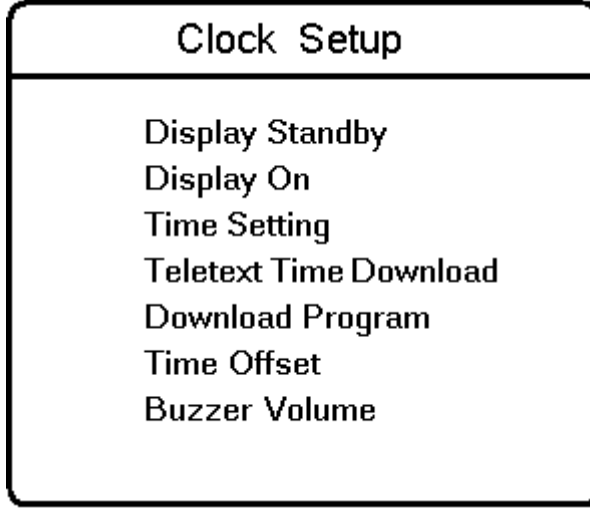 Clock Setup
Display Standby
Display On
Time Setting
Teletext Time Download
Download Program
Time Offset
Buzzer Volume